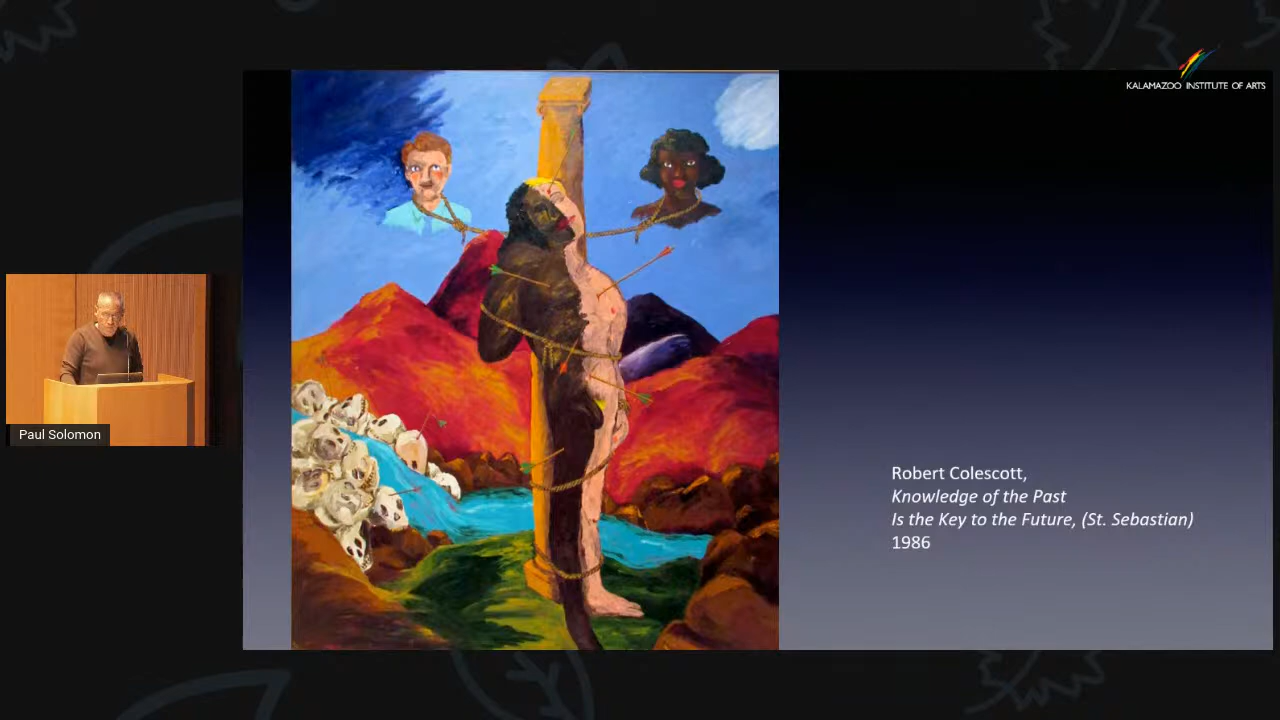 KALAMAZOO INSTITUTE OF ARTS
Paul Solomon
Robert Colescott,
Knowledge of the Past
Is the Key to the Future, (St. Sebastian)
1986